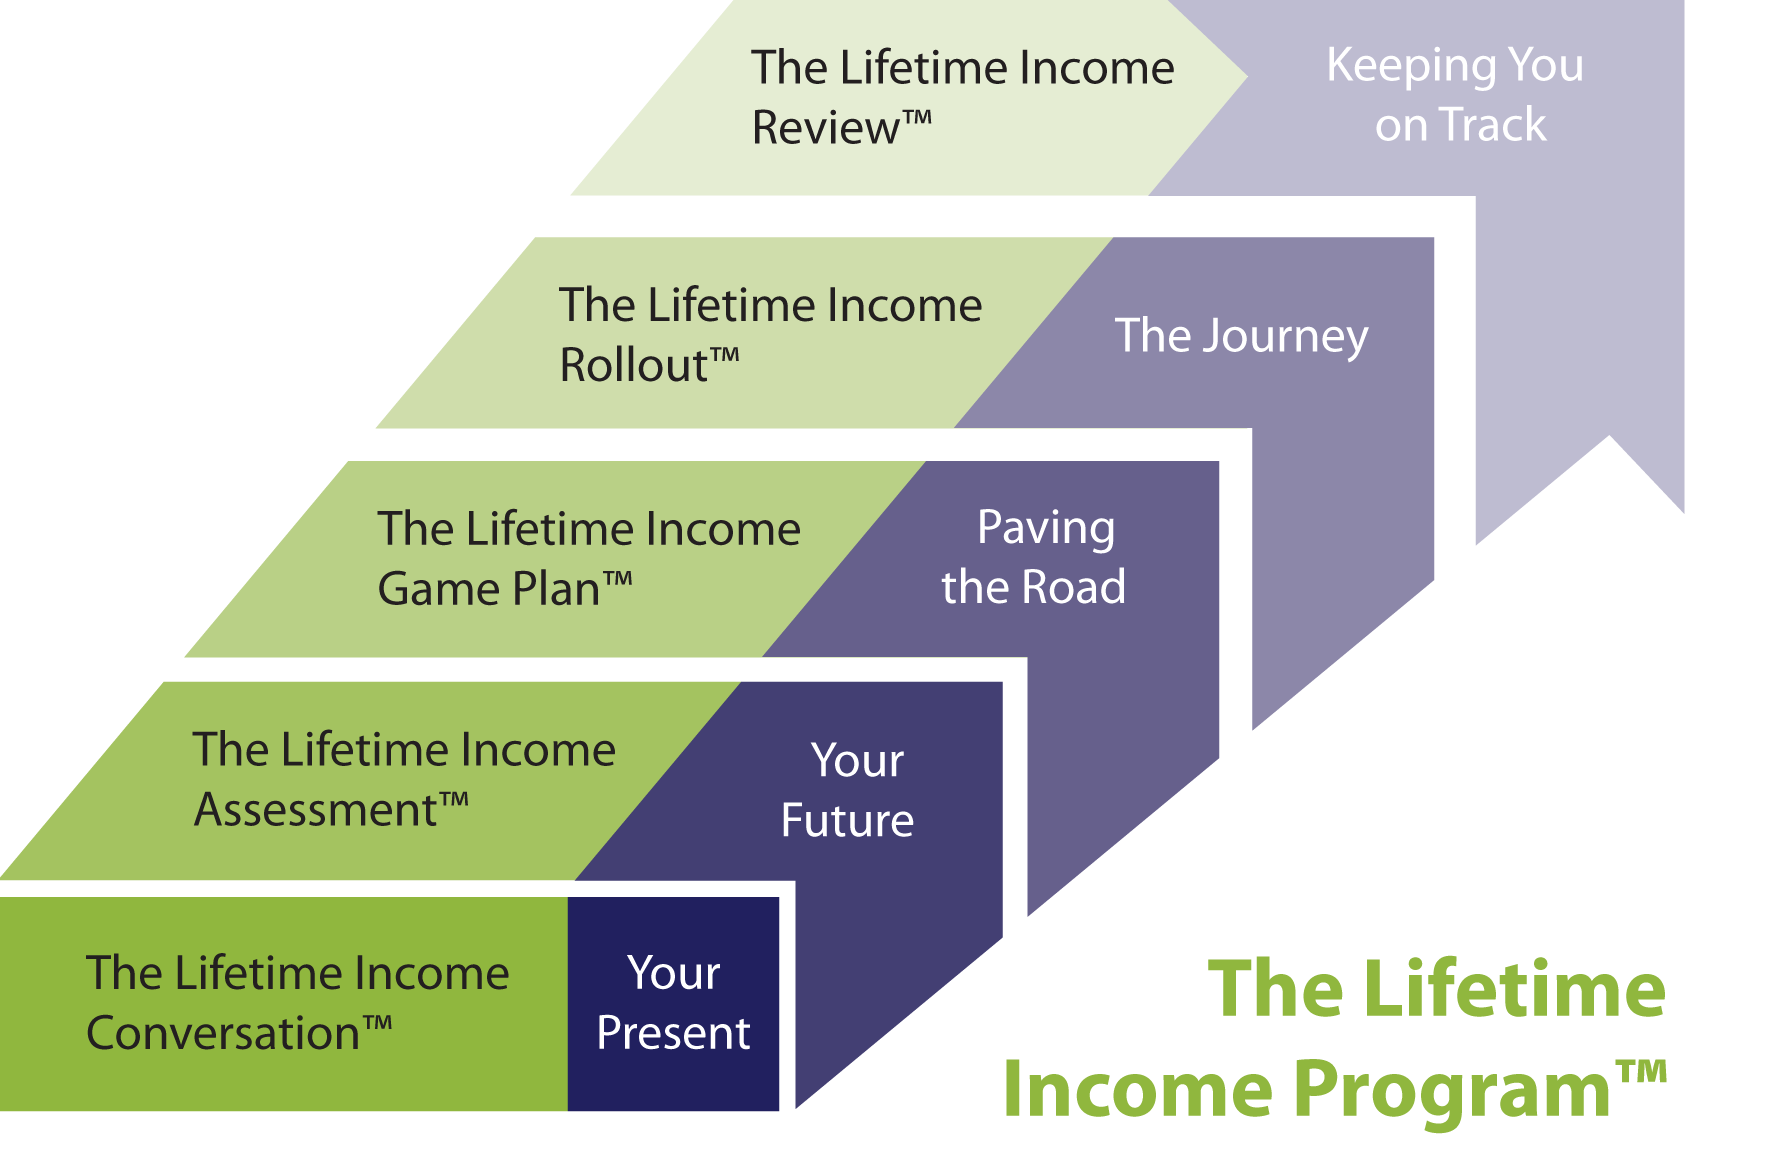 The Lifetime Income
Review™
Keeping You
on Track
The Lifetime Income
Rollout™
The Journey
The Lifetime Income
Game Plan™
Paving
the Road
The Lifetime Income
Assessment™
Your
Future
The Lifetime Income
Conversation™
Your
Present
The Lifetime
Income Program™